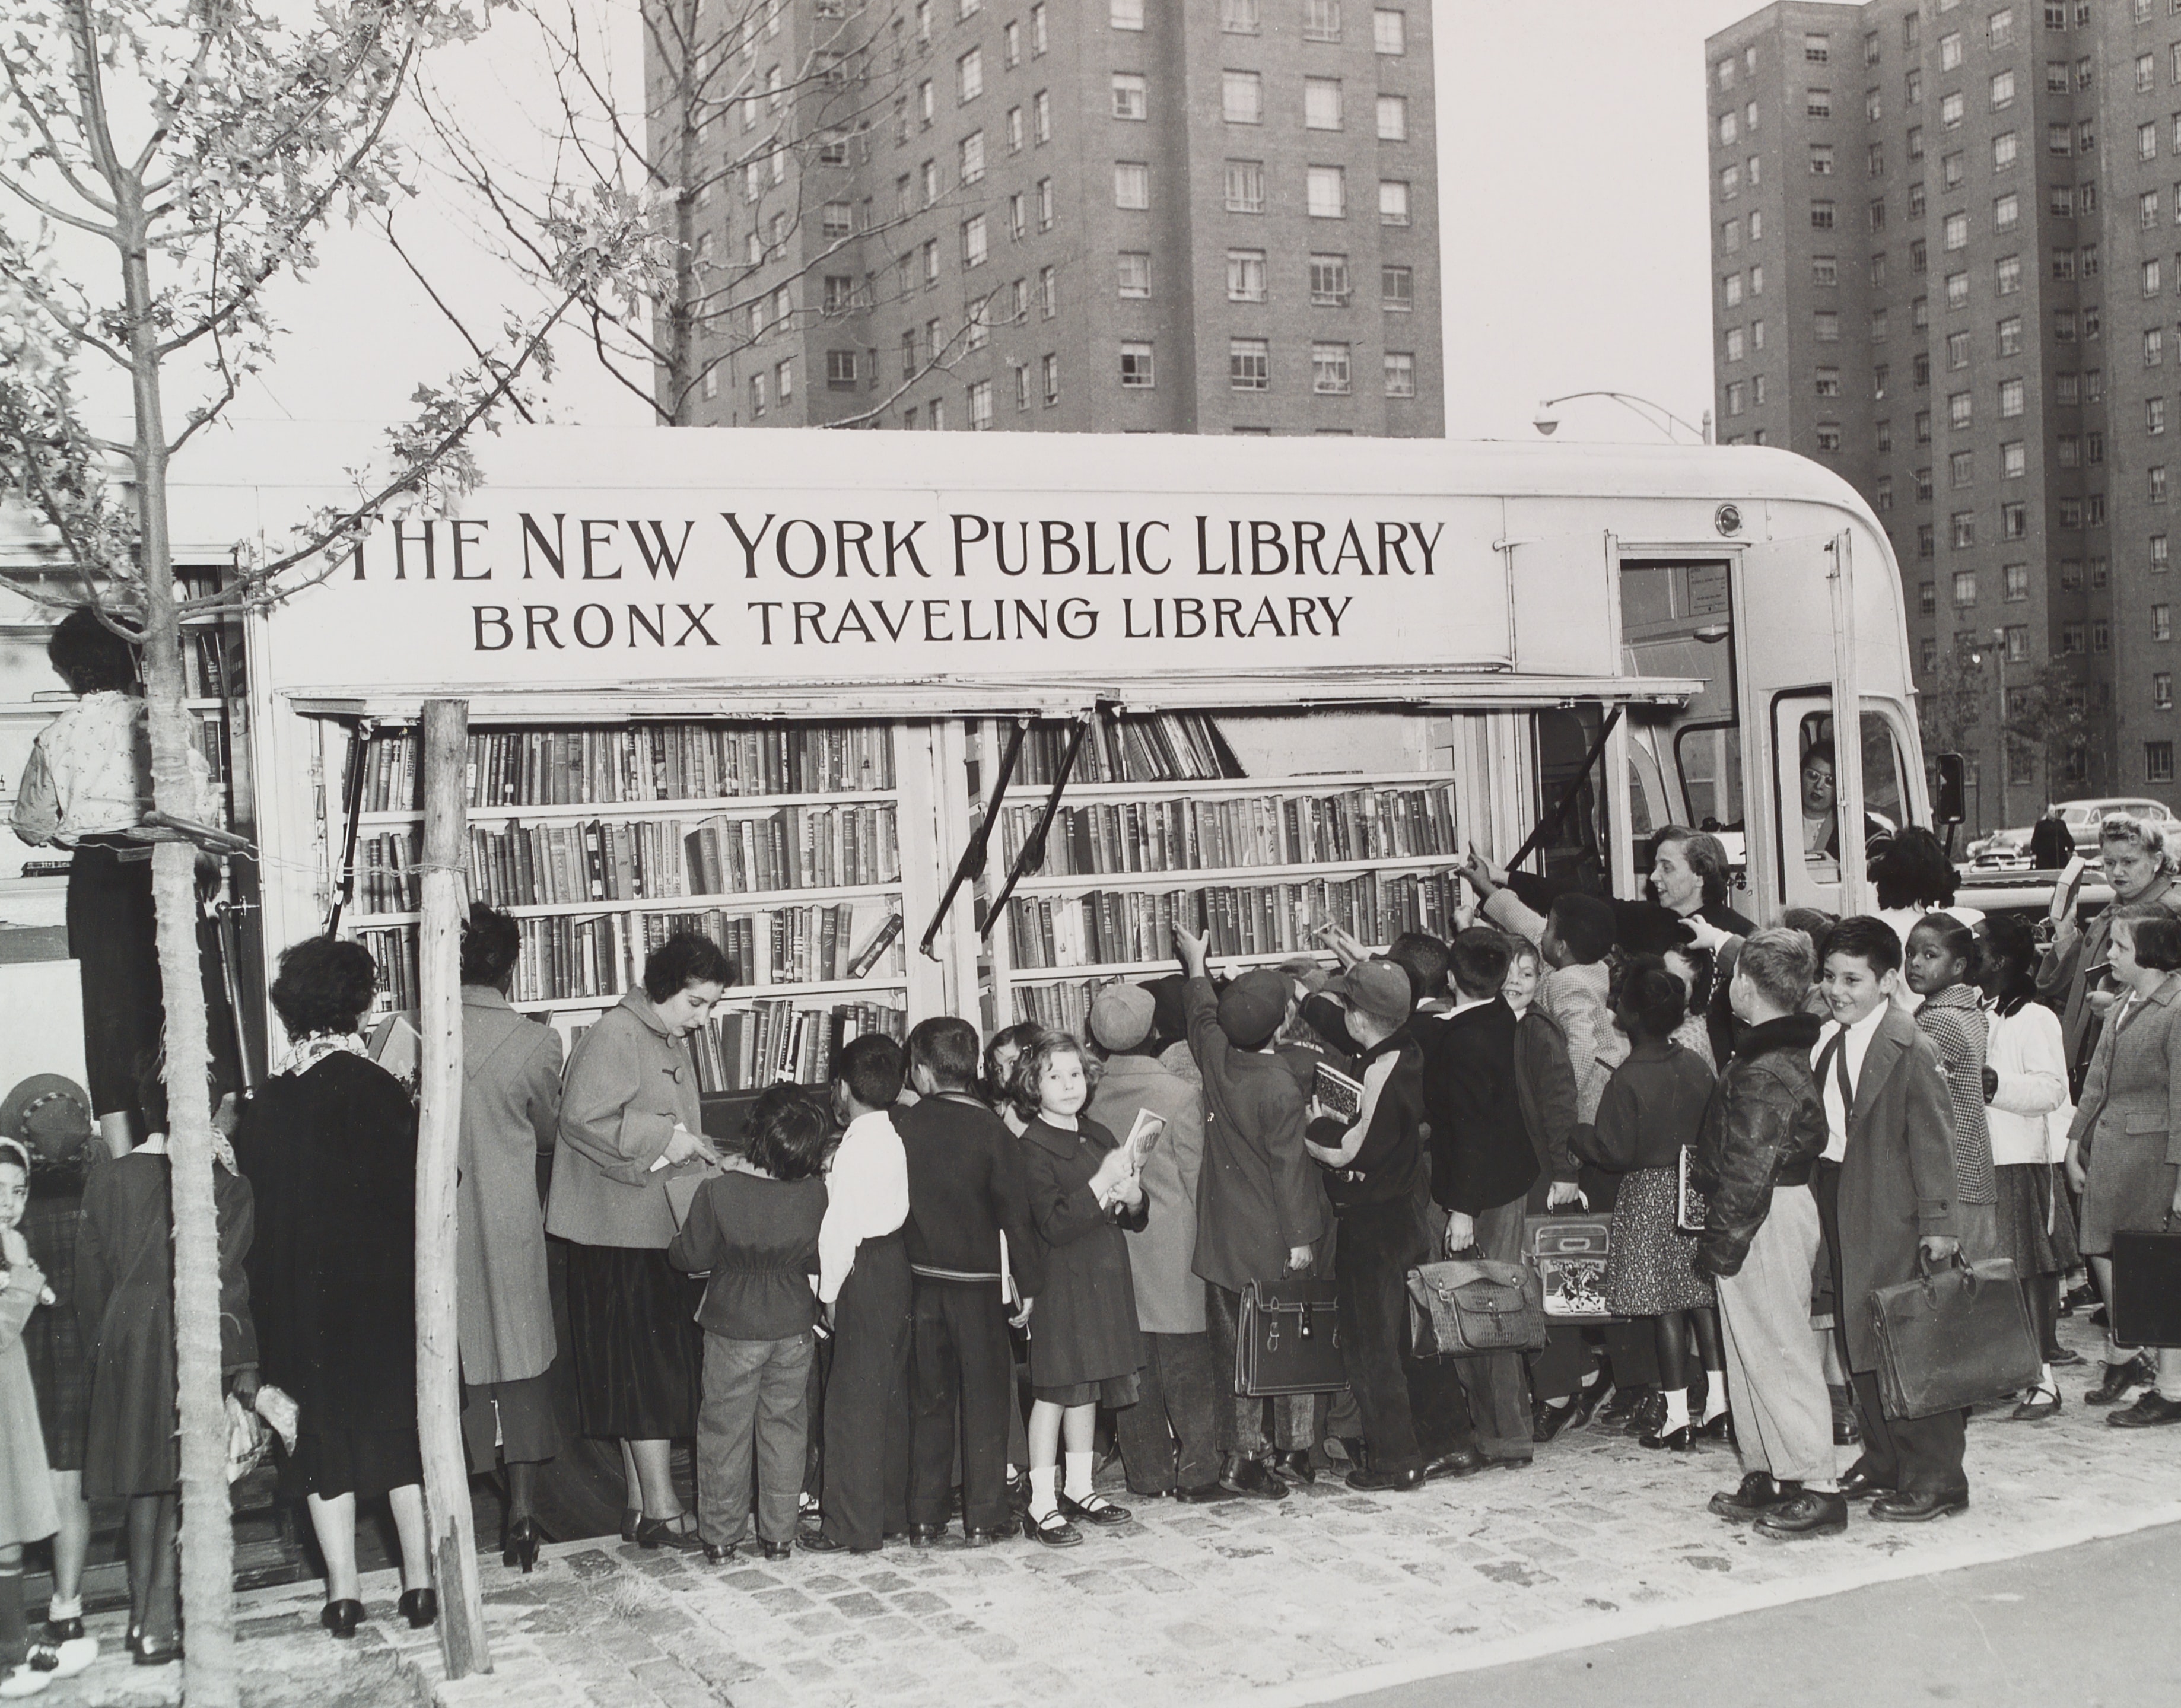 THE NEW YORK PUBLIC LIBRARY
BRONX TRAVELING LIBRARY